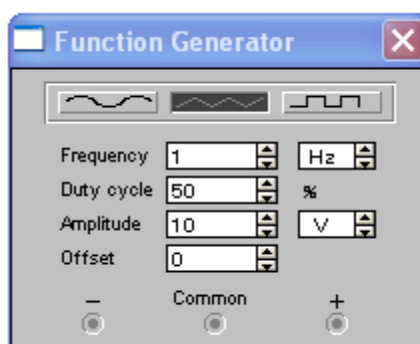 Function Generator
Frequency 1 Hz
Duty cycle 50 %
Amplitude 10 V
Offset 0
− Common +